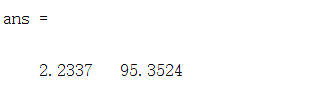 ans =
2.2337 95.3524